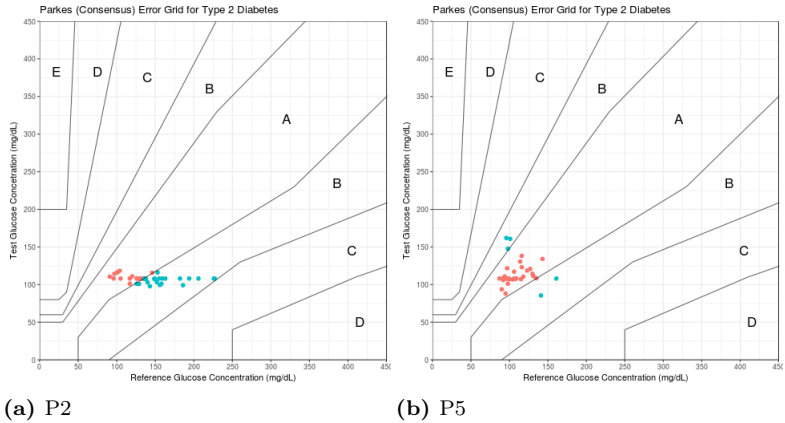 Parkes (Consensus) Error Grid for Type 2 Diabetes
Test Glucose Concetration (mg/dL)
450
400
350
300
250
200
150
100
50
0
E
D
C
B
A
B
C
D
0
50
100
150
200
250
300
350
400
450
Reference Glucose Concentration (mg/dL)
(a) P2
Parkes (Consensus) Error Grid for Type 2 Diabetes
Test Glucose Concetration (mg/dL)
450
400
350
300
250
200
150
100
50
0
E
D
C
B
A
B
C
D
0
50
100
150
200
250
300
350
400
450
Reference Glucose Concentration (mg/dL)
(b) P5